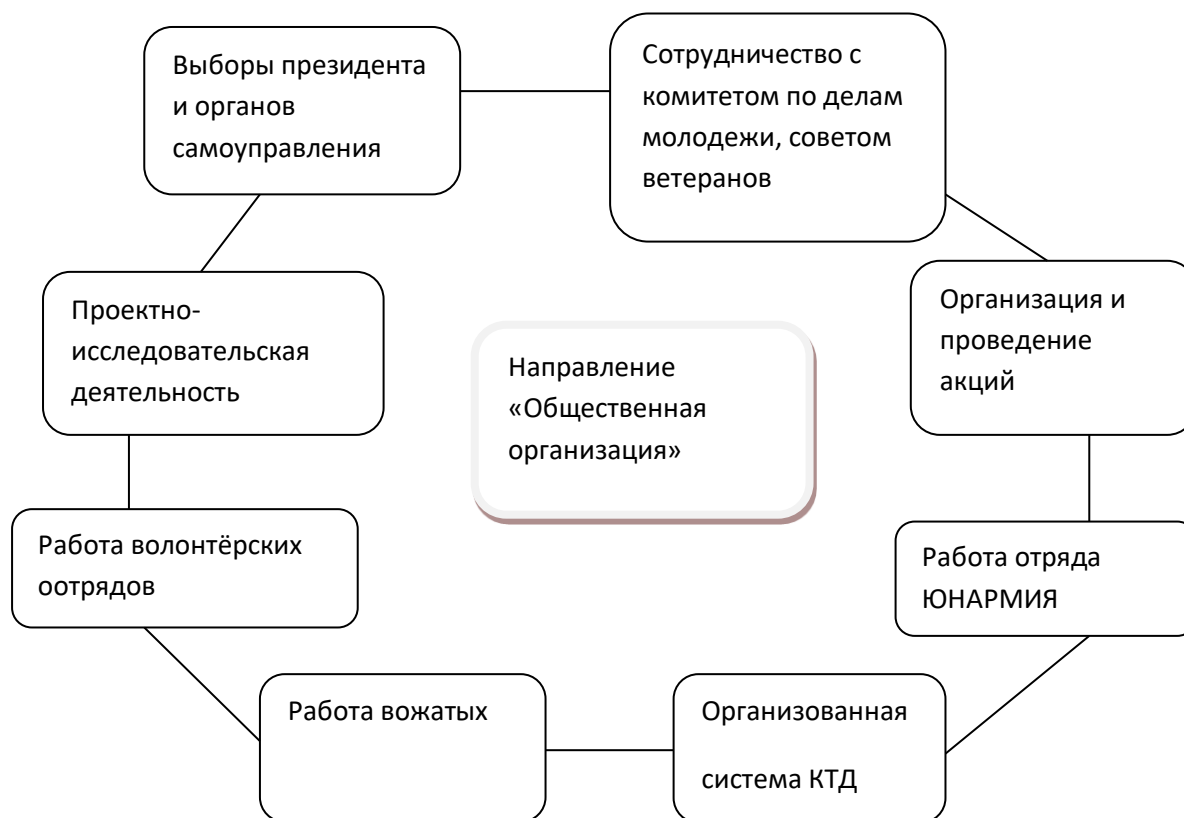 Выборы президента
и органов
самоуправления
Сотрудничество с
комитетом по делам
молодежи, советом
ветеранов
Проектно-
исследовательская
деятельность
Направление
«Общественная
организация»
Организация и
проведение
акций
Работа волонтёрских
оотрядов
Работа отряда
ЮНАРМИЯ
Работа вожатых
Организованная
система КТД